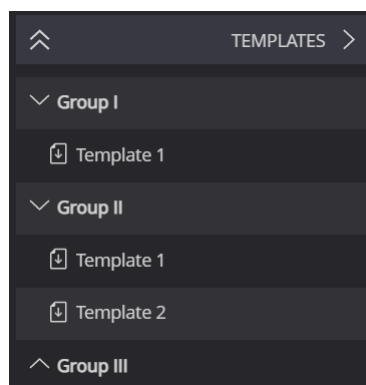 TEMPLATES
Group I
Template 1
Group II
Template 1
Template 2
Group III